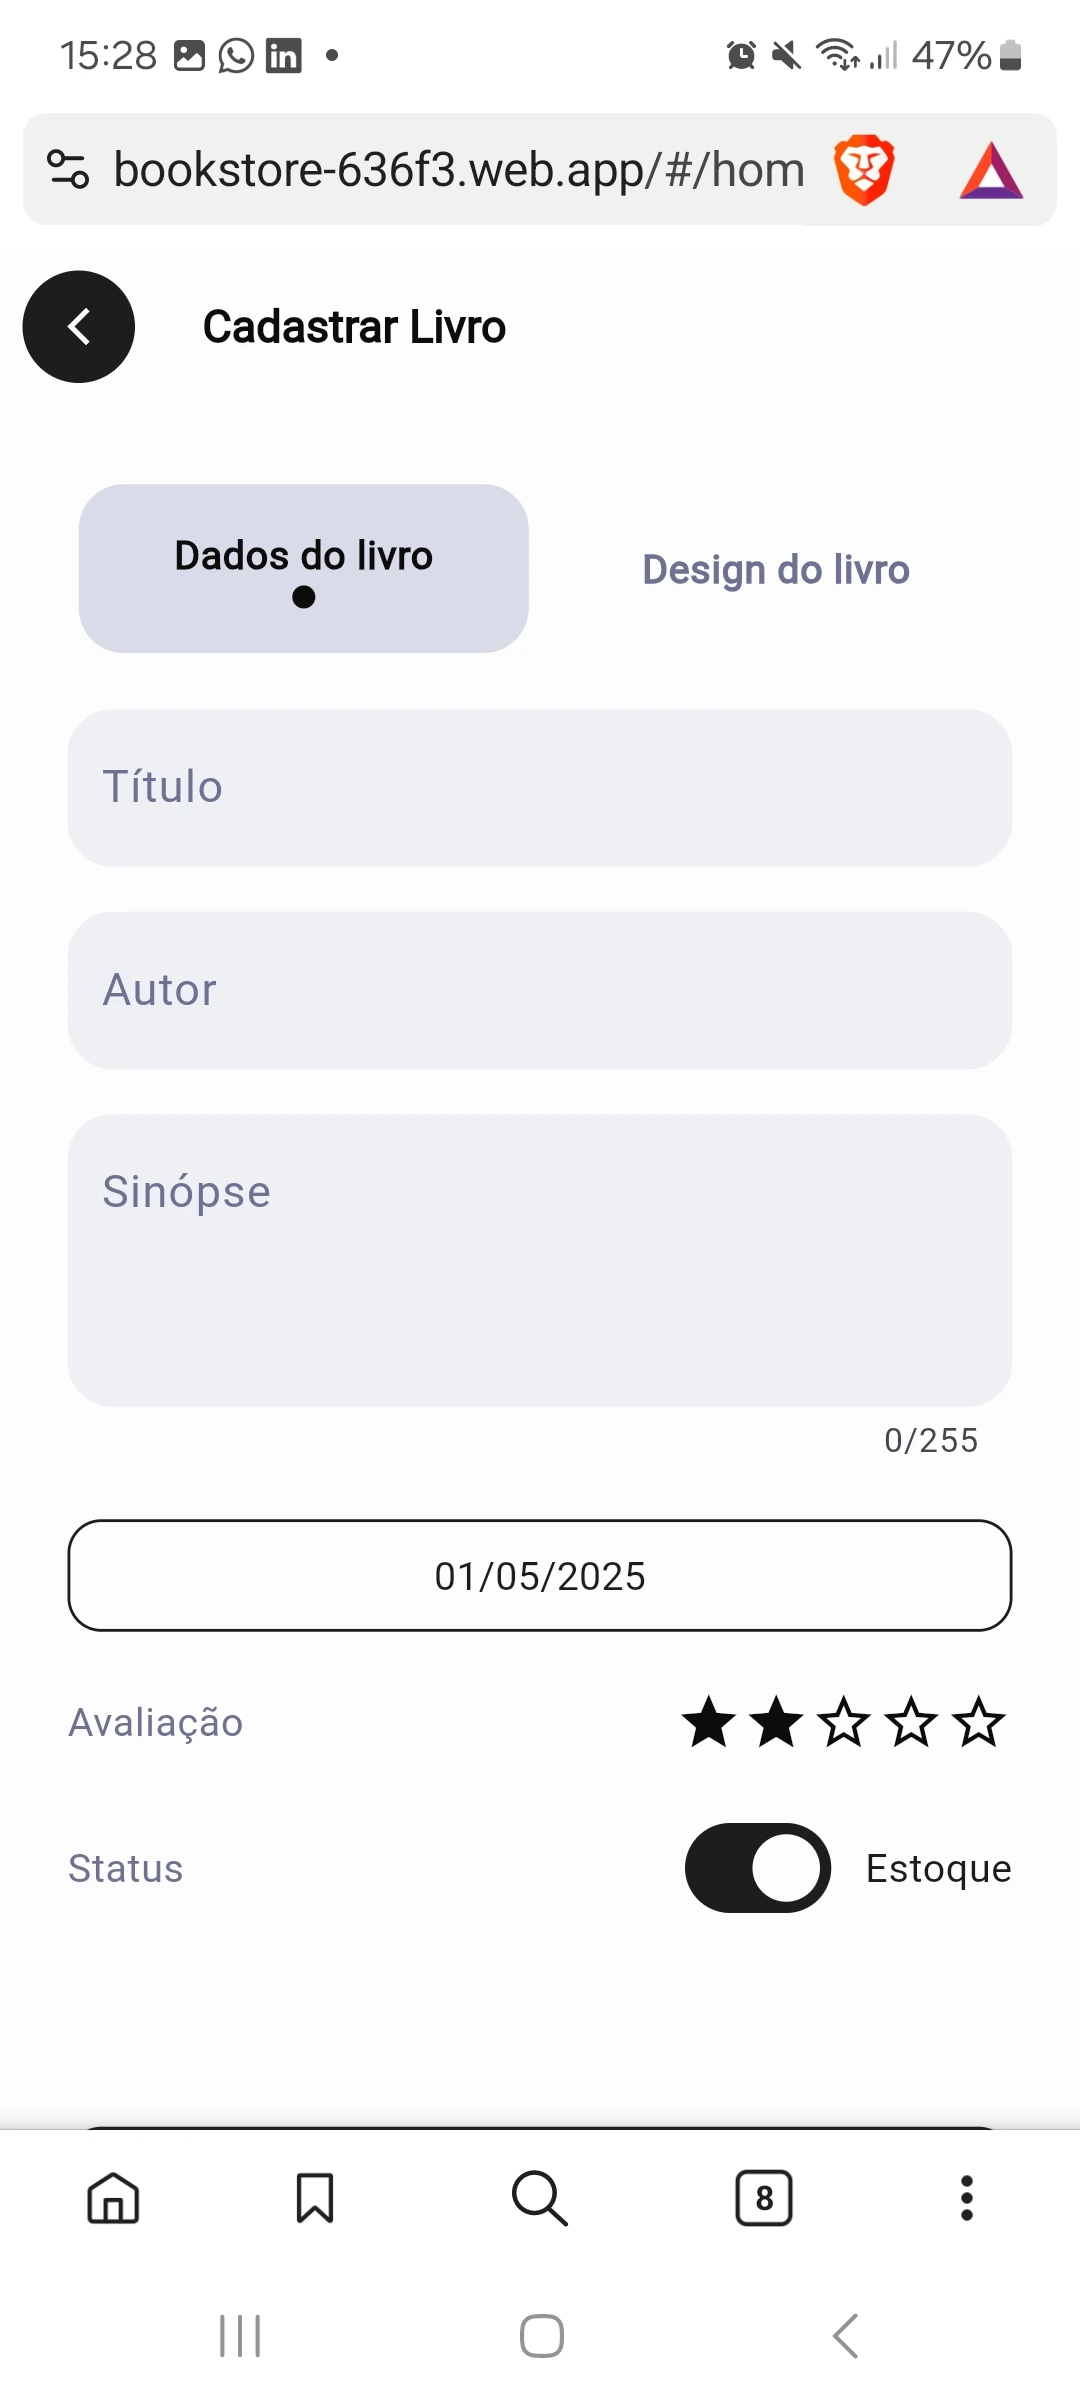 15:28
47%
bookstore-636f3.web.app/#/hom
Cadastrar Livro
Dados do livro
Design do livro
Título
Autor
Sinópse
0/255
01/05/2025
Avaliação
Status
Estoque
8